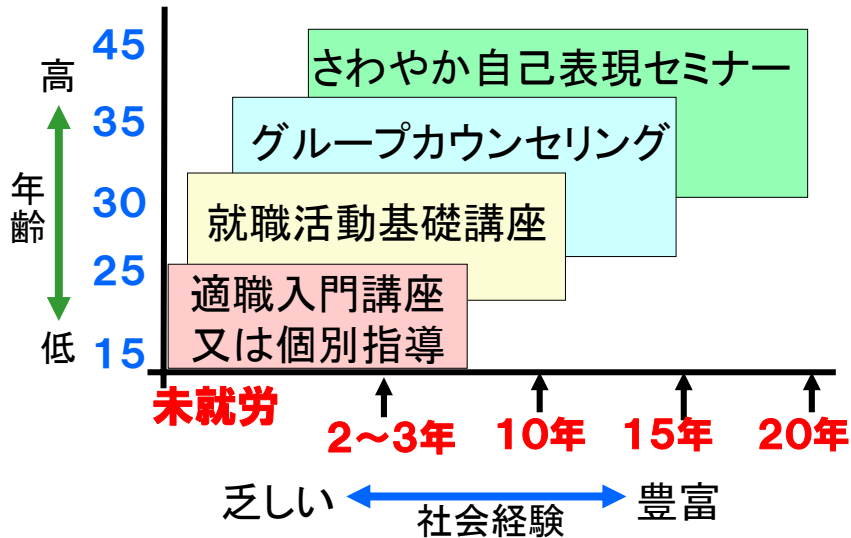 45
さわやか自己表現セミナー
高
35
グループカウンセリング
年齢
30
就職活動基礎講座
25
適職入門講座
又は個別指導
低
15
未就労
2～3年
10年
15年
20年
乏しい
豊富
社会経験